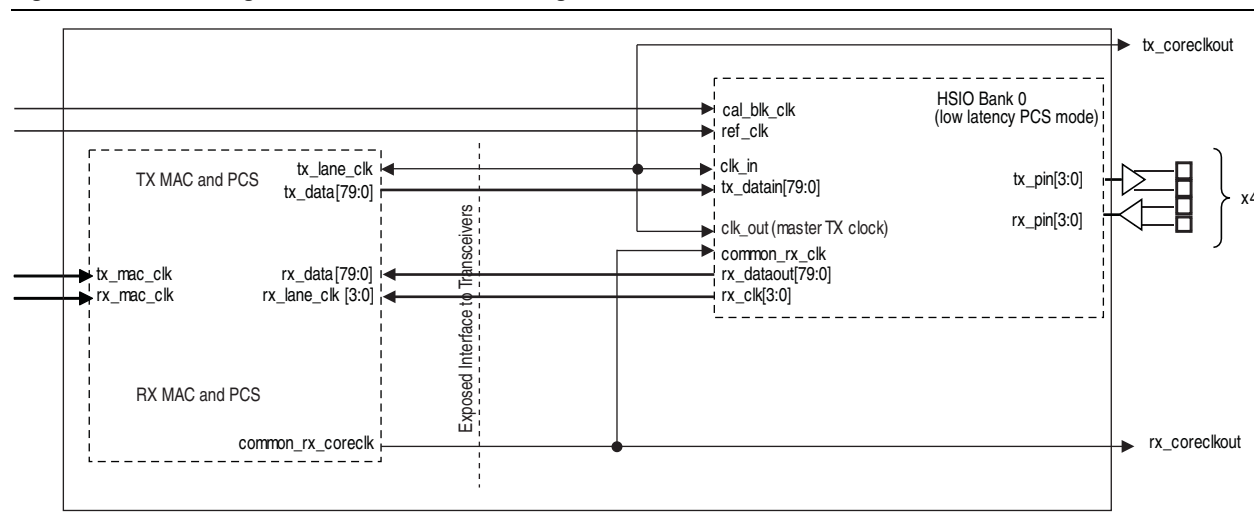 tx_coreclkout
HSIO Bank 0
(low latency PCS mode)
cal_blk_clk
ref_clk
TX MAC and PCS
tx_lane_clk
clk_in
tx_data[79:0]
tx_datain[79:0]
tx_pin[3:0]
x4
rx_pin[3:0]
clk_out (master TX clock)
common_rx_clk
tx_mac_clk
rx_data[79:0]
rx_dataout[79:0]
rx_mac_clk
rx_lane_clk [3:0]
rx_clk[3:0]
Exposed Interface to Transceivers
RX MAC and PCS
common_rx_coreclk
rx_coreclkout